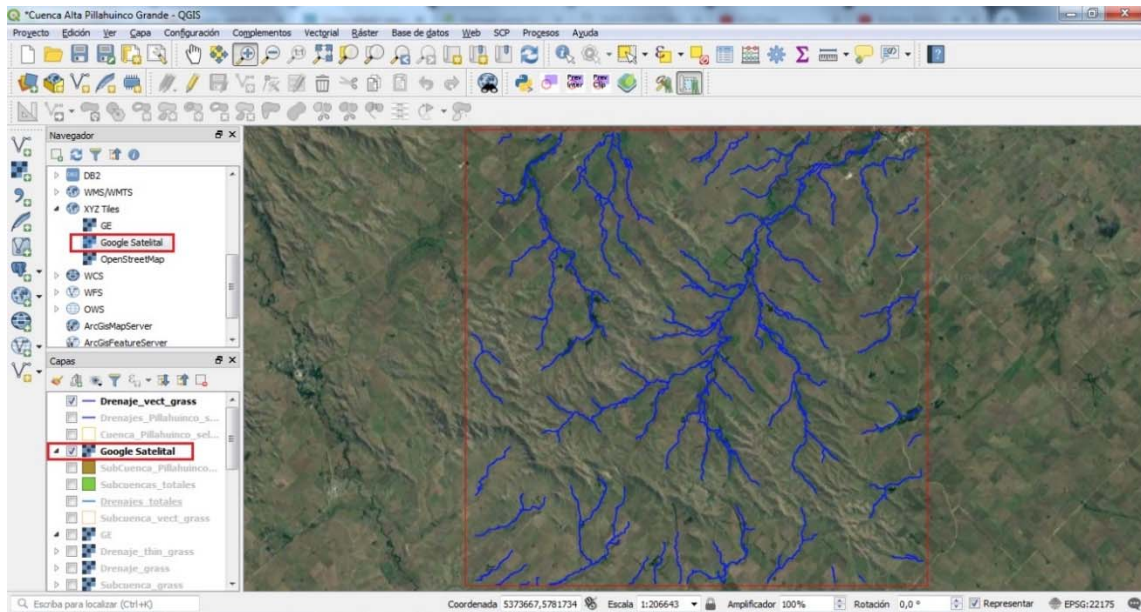 *Cuenca Alta Pillahuinco Grande - QGIS
Proyecto Edición Ver Capa Configuración Complementos Vectorial Ráster Base de datos Web SCP Procesos Ayuda
Navegador
DB2
WMS/WMTS
XYZ Tiles
GE
Google Satelital
OpenStreetMap
WCS
WFS
OWS
ArcGisMapServer
ArcGisFeatureServer
Capas
Drenaje_vect_grass
Drenajes_Pillahuinco_s...
Cuenca_Pillahuinco_sel...
Google Satelital
SubCuenca_Pillahuinco...
Subcuencas_totales
Drenajes_totales
Subcuenca_vect_grass
GE
Drenaje_thin_grass
Drenaje_grass
Subcuenca_grass
Escriba para localizar (Ctrl+K) Coordenada 5373667,5781734 Escala 1:206643 Amplificador 100% Rotación 0,0 ° Representar EPSG:22175